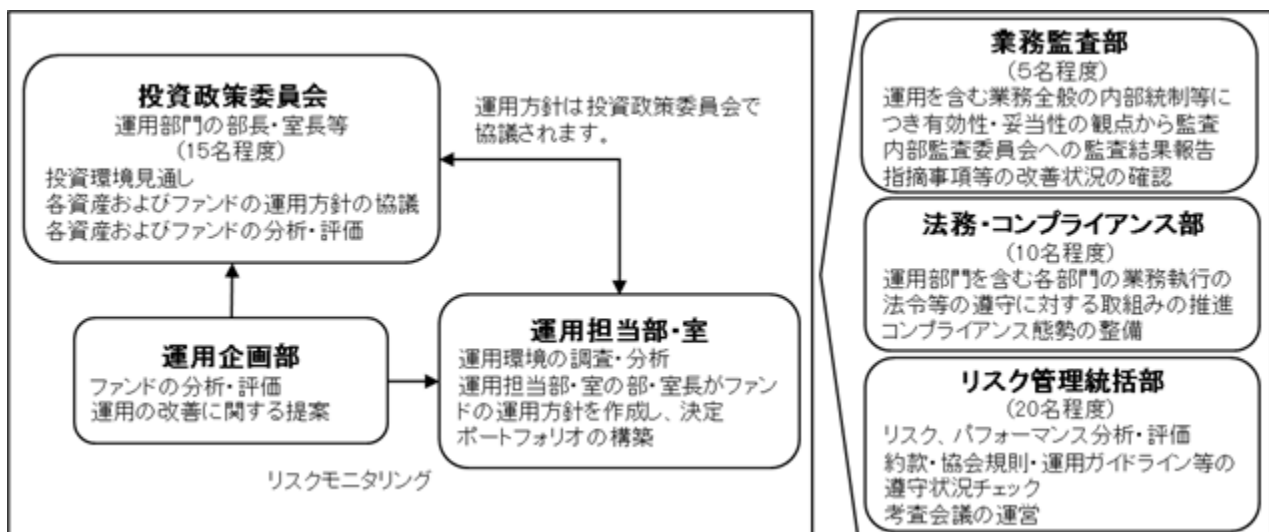 投資政策委員会
運用部門の部長・室長等
(15名程度)
投資環境見通し
各資産およびファンドの運用方針の協議
各資産およびファンドの分析・評価
運用方針は投資政策委員会で
協議されます。
運用企画部
ファンドの分析・評価
運用の改善に関する提案
運用担当部・室
運用環境の調査・分析
運用担当部・室の部・室長がファン
ドの運用方針を作成し、決定
ポートフォリオの構築
リスクモニタリング
業務監査部
(5名程度)
運用を含む業務全般の内部統制等に
つき有効性・妥当性の観点から監査
内部監査委員会への監査結果報告
指摘事項等の改善状況の確認
法務・コンプライアンス部
(10名程度)
運用部門を含む各部門の業務執行の
法令等の遵守に対する取組みの推進
コンプライアンス態勢の整備
リスク管理統括部
(20名程度)
リスク、パフォーマンス分析・評価
約款・協会規則・運用ガイドライン等の
遵守状況チェック
考査会議の運営